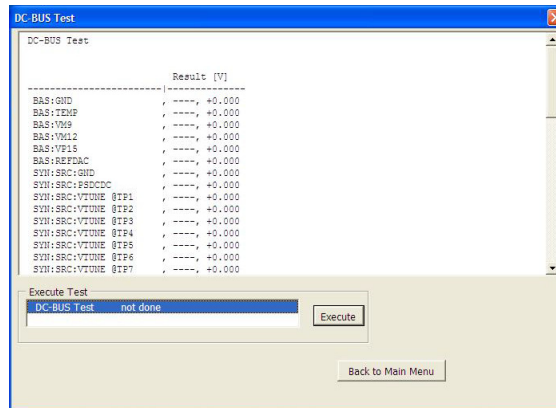 DC-BUS Test
DC-BUS Test
Result [V]
------------------------|--------------
BAS:GND , ----, +0.000
BAS:TEMP , ----, +0.000
BAS:VM9 , ----, +0.000
BAS:VM12 , ----, +0.000
BAS:VP15 , ----, +0.000
BAS:REFDAC , ----, +0.000
SYN:SRC:GND , ----, +0.000
SYN:SRC:PSDCDC , ----, +0.000
SYN:SRC:VTUNE @TP1 , ----, +0.000
SYN:SRC:VTUNE @TP2 , ----, +0.000
SYN:SRC:VTUNE @TP3 , ----, +0.000
SYN:SRC:VTUNE @TP4 , ----, +0.000
SYN:SRC:VTUNE @TP5 , ----, +0.000
SYN:SRC:VTUNE @TP6 , ----, +0.000
SYN:SRC:VTUNE @TP7 , ----, +0.000
Execute Test
DC-BUS Test not done
Execute
Back to Main Menu